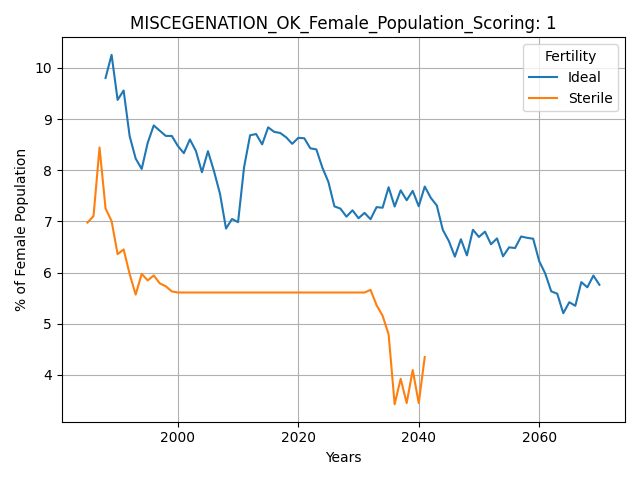 MISCEGENATION_OK_Female_Population_Scoring: 1
Fertility
Ideal
Sterile
% of Female Population
10
9
8
7
6
5
4
2000
2020
2040
2060
Years